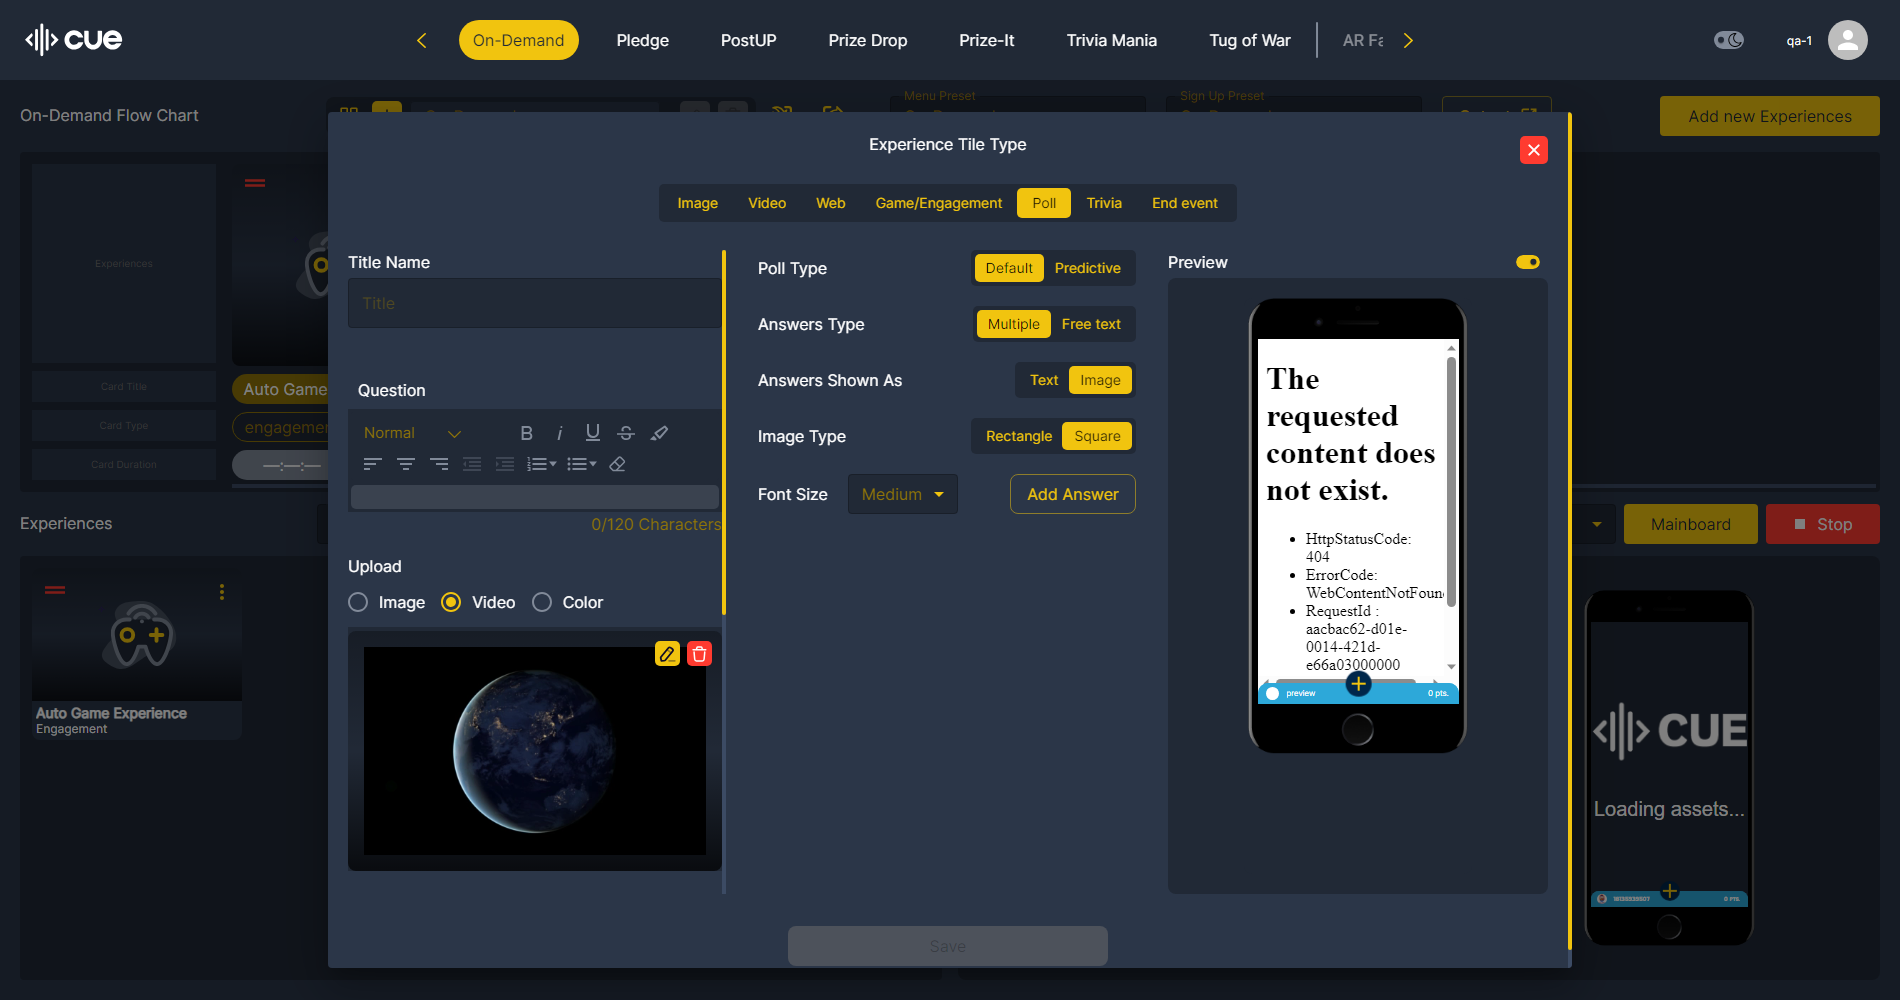 cue
On-Demand
Pledge
PostUP
Prize Drop
Prize-It
Trivia Mania
Tug of War
AR Fa
qa-1
On-Demand Flow Chart
Menu Preset
Sign Up Preset
Add new Experiences
Experience Tile Type
Image
Video
Web
Game/Engagement
Poll
Trivia
End event
Experiences
Card Title
Card Type
Card Duration
Auto Game
engagemen
Title Name
Title
Question
Normal
B
i
U
S
0/120 Characters
Upload
Image
Video
Color
Poll Type
Default
Predictive
Answers Type
Multiple
Free text
Answers Shown As
Text
Image
Image Type
Rectangle
Square
Font Size
Medium
Add Answer
Preview
The
requested
content does
not exist.
HttpStatusCode:
404
ErrorCode:
WebContentNotFoun
RequestId :
aacbac62-d01e-
0014-421d-
e66a03000000
preview
0 pts.
Experiences
Auto Game Experience
Engagement
Mainboard
Stop
CUE
Loading assets...
0 PTS.
Save